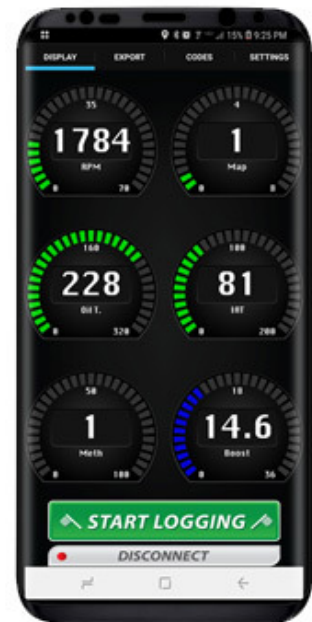 15% 9:25 PM
DISPLAY EXPORT CODES SETTINGS
35 4
1784 1
RPM Map
0 70 0 8
160 100
228 81
Oil T. IAT
0 320 0 200
50 18
1 14.6
Meth Boost
0 100 0 36
START LOGGING
DISCONNECT